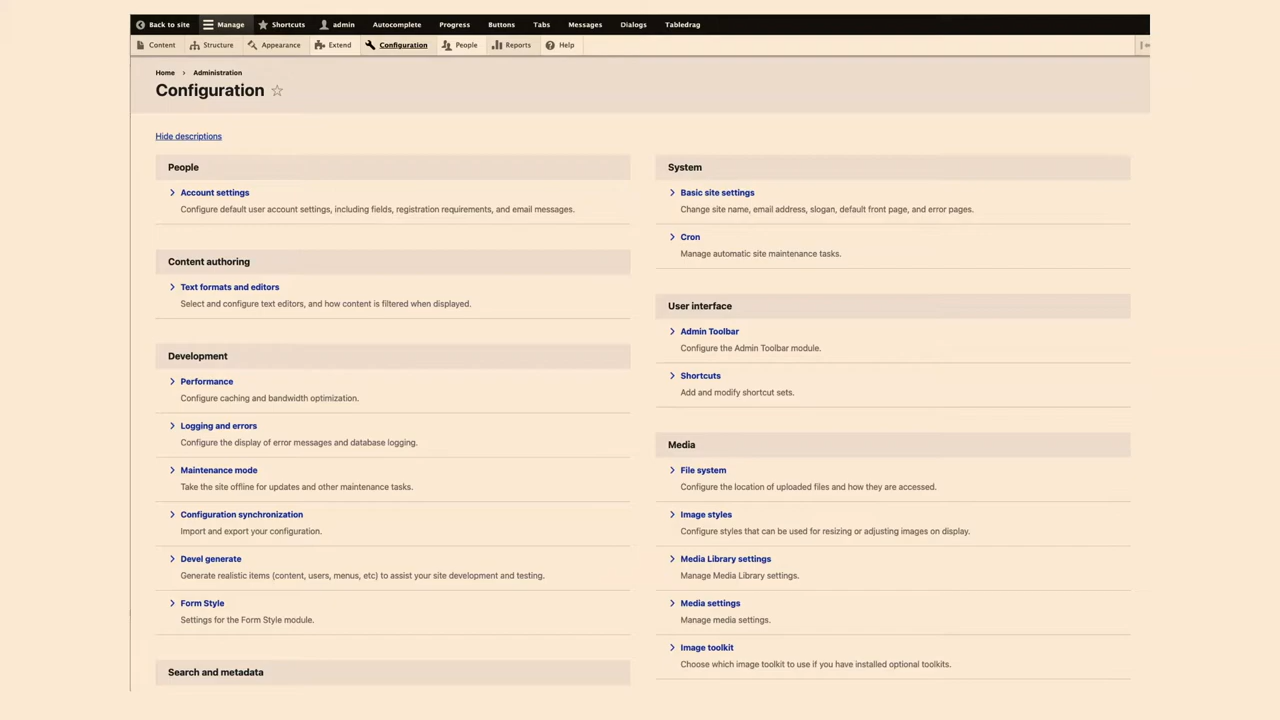 Back to site Manage Shortcuts admin Autocomplete Progress Buttons Tabs Messages Dialogs Tabledrag
Content Structure Appearance Extend Configuration People Reports Help
Home › Administration
Configuration
Hide descriptions
People
Account settings
Configure default user account settings, including fields, registration requirements, and email messages.
Content authoring
Text formats and editors
Select and configure text editors, and how content is filtered when displayed.
Development
Performance
Configure caching and bandwidth optimization.
Logging and errors
Configure the display of error messages and database logging.
Maintenance mode
Take the site offline for updates and other maintenance tasks.
Configuration synchronization
Import and export your configuration.
Devel generate
Generate realistic items (content, users, menus, etc) to assist your site development and testing.
Form Style
Settings for the Form Style module.
Search and metadata
System
Basic site settings
Change site name, email address, slogan, default front page, and error pages.
Cron
Manage automatic site maintenance tasks.
User interface
Admin Toolbar
Configure the Admin Toolbar module.
Shortcuts
Add and modify shortcut sets.
Media
File system
Configure the location of uploaded files and how they are accessed.
Image styles
Configure styles that can be used for resizing or adjusting images on display.
Media Library settings
Manage Media Library settings.
Media settings
Manage media settings.
Image toolkit
Choose which image toolkit to use if you have installed optional toolkits.